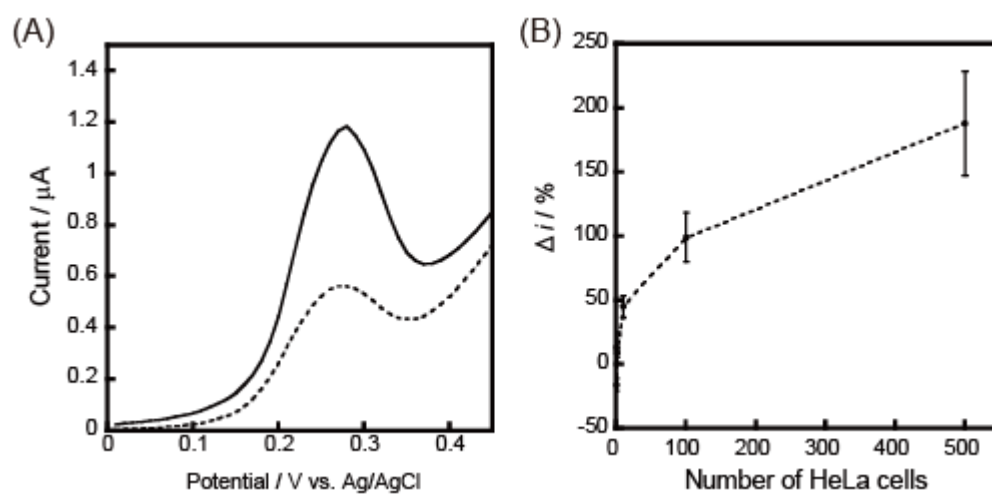 (A)
1.4
1.2
1
0.8
0.6
0.4
0.2
0
Current / μA
0 0.1 0.2 0.3 0.4
Potential / V vs. Ag/AgCl
(B)
250
200
150
100
50
0
-50
Δ i / %
0 100 200 300 400 500
Number of HeLa cells